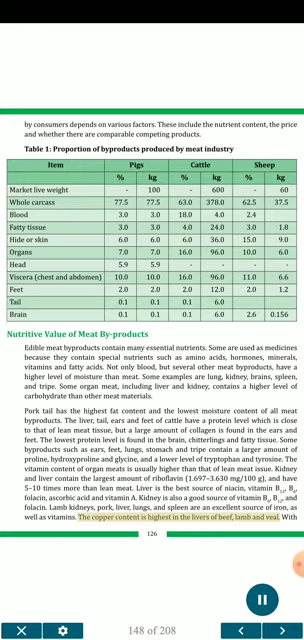 by consumers depends on various factors. These include the nutrient content, the price
and whether there are comparable competing products.
Table 1: Proportion of byproducts produced by meat industry
Item Pigs Cattle Sheep
% kg % kg % kg
Market live weight - 100 - 600 - 60
Whole carcass 77.5 77.5 63.0 378.0 62.5 37.5
Blood 3.0 3.0 18.0 4.0 2.4
Fatty tissue 3.0 3.0 4.0 24.0 3.0 1.8
Hide or skin 6.0 6.0 6.0 36.0 15.0 9.0
Organs 7.0 7.0 16.0 96.0 10.0 6.0
Head 5.9 5.9 - - - -
Viscera (chest and abdomen) 10.0 10.0 16.0 96.0 11.0 6.6
Feet 2.0 2.0 2.0 12.0 2.0 1.2
Tail 0.1 0.1 0.1 6.0
Brain 0.1 0.1 0.1 6.0 2.6 0.156
Nutritive Value of Meat By-products
Edible meat byproducts contain many essential nutrients. Some are used as medicines
because they contain special nutrients such as amino acids, hormones, minerals,
vitamins and fatty acids. Not only blood, but several other meat byproducts, have a
higher level of moisture than meat. Some examples are lung, kidney, brains, spleen,
and tripe. Some organ meat, including liver and kidney, contains a higher level of
carbohydrate than other meat materials.
Pork tail has the highest fat content and the lowest moisture content of all meat
byproducts. The liver, tail, ears and feet of cattle have a protein level which is close
to that of lean meat tissue, but a large amount of collagen is found in the ears and
feet. The lowest protein level is found in the brain, chitterlings and fatty tissue. Some
byproducts such as ears, feet, lungs, stomach and tripe contain a larger amount of
proline, hydroxyproline and glycine, and a lower level of tryptophan and tyrosine. The
vitamin content of organ meats is usually higher than that of lean meat tissue. Kidney
and liver contain the largest amount of riboflavin (1.697–3.630 mg/100 g), and have
5–10 times more than lean meat. Liver is the best source of niacin, vitamin B12, B6,
folacin, ascorbic acid and vitamin A. Kidney is also a good source of vitamin B6, B12, and
folacin. Lamb kidneys, pork, liver, lungs, and spleen are an excellent source of iron, as
well as vitamins. The copper content is highest in the livers of beef, lamb and veal. With
126
148 of 208